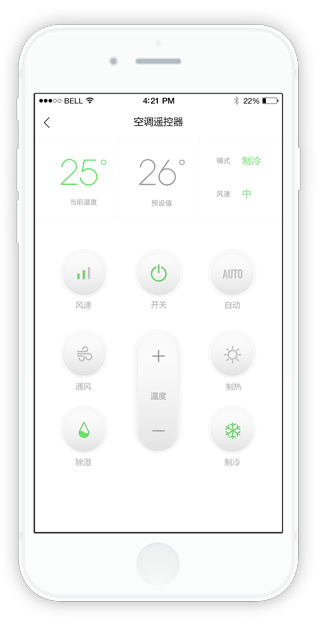 BELL 4:21 PM 22%
空调遥控器
25° 26° 模式 制冷
当前温度 预设值 风速 中
AUTO
风速 开关 自动
+
通风 温度 制热
−
除湿 制冷